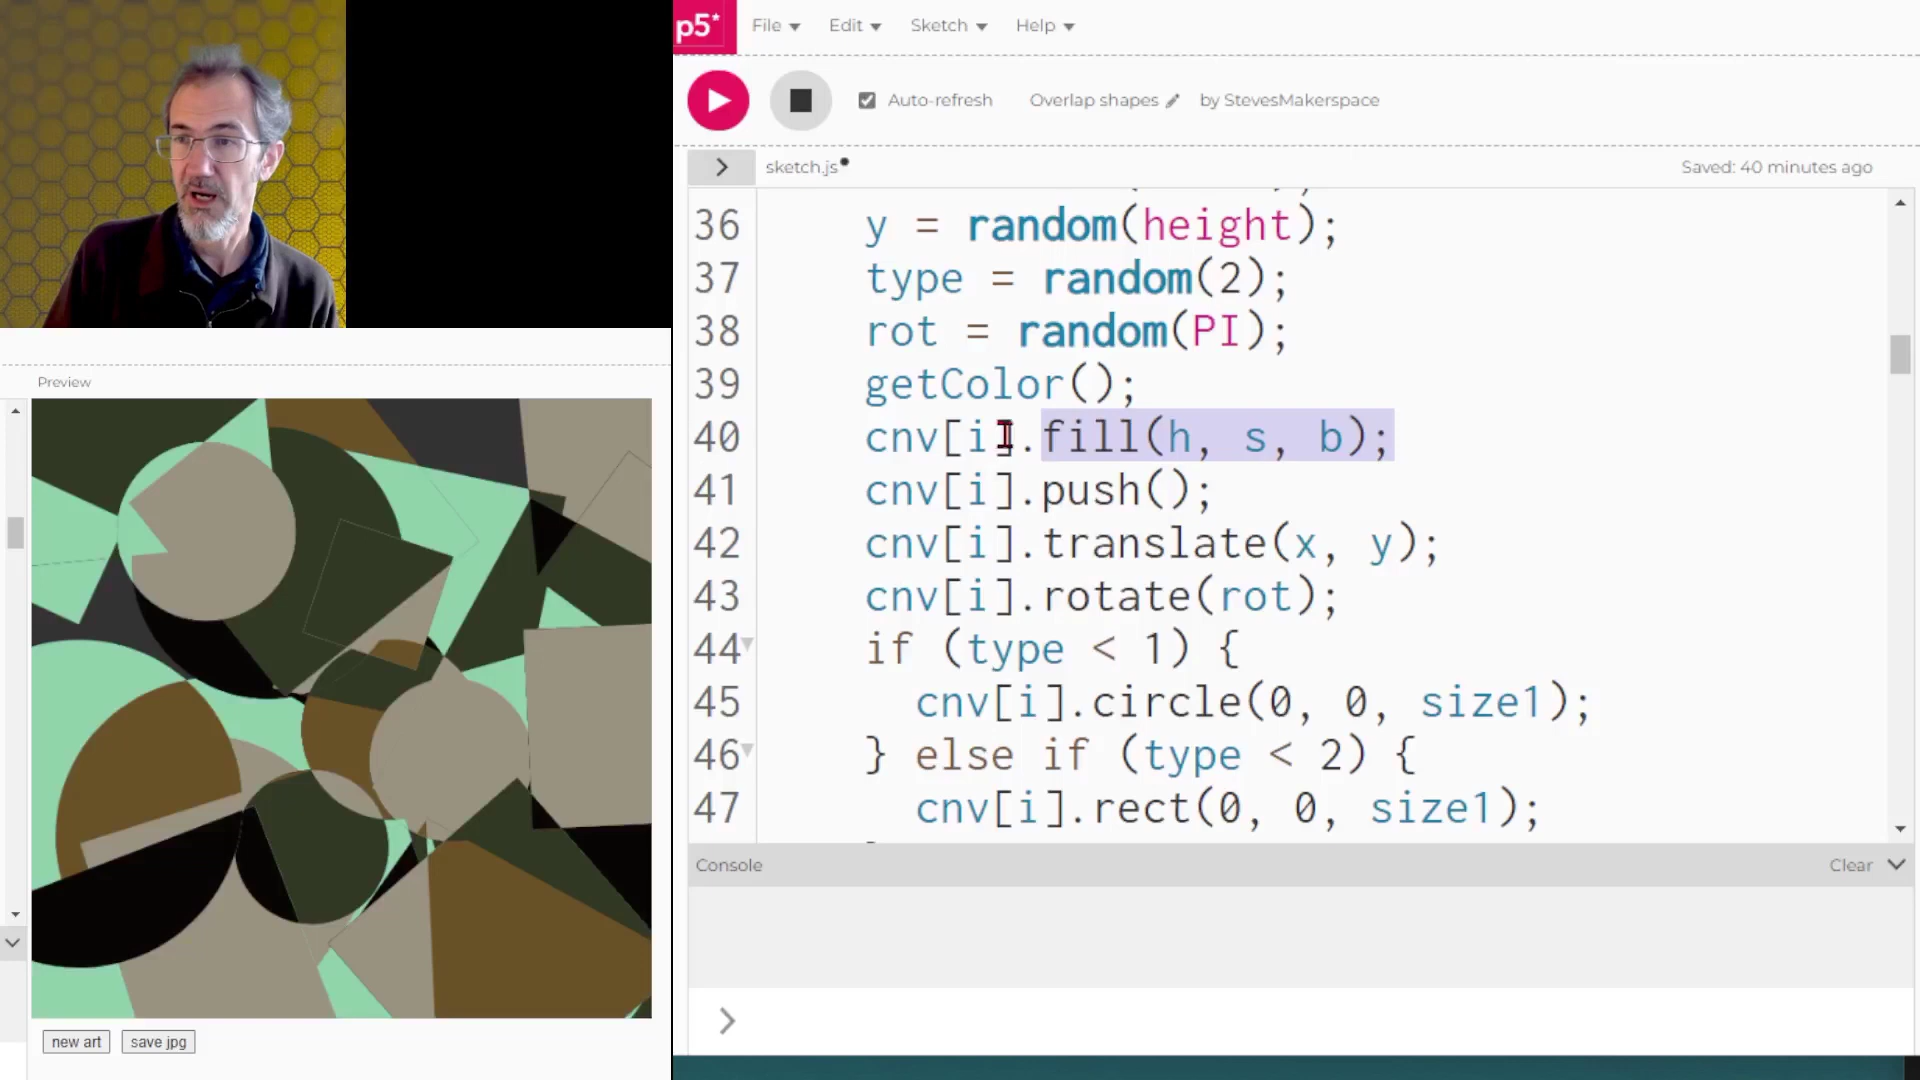 p5*
File Edit Sketch Help
Auto-refresh Overlap shapes by StevesMakerspace
sketch.js Saved: 40 minutes ago
36 y = random(height);
37 type = random(2);
38 rot = random(PI);
39 getColor();
40 cnv[i].fill(h, s, b);
41 cnv[i].push();
42 cnv[i].translate(x, y);
43 cnv[i].rotate(rot);
44 if (type < 1) {
45 cnv[i].circle(0, 0, size1);
46 } else if (type < 2) {
47 cnv[i].rect(0, 0, size1);
Console Clear
>
Preview
new art save jpg